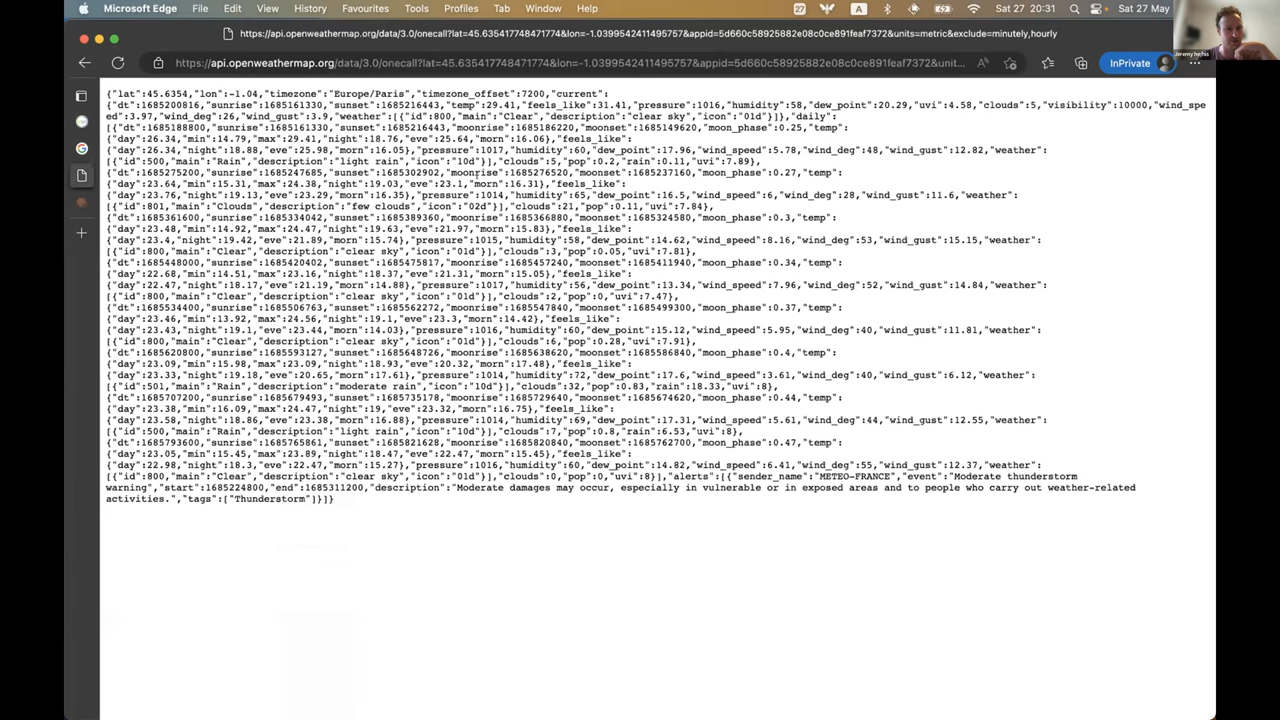 Microsoft Edge File Edit View History Favourites Tools Profiles Tab Window Help 27 A Sat 27 May 20:31 Sat 27 May
https://api.openweathermap.org/data/3.0/onecall?lat=45.635417748471774&lon=-1.0399542411495757&appid=5d660c58925882e08c0ce891feaf7372&units=metric&exclude=minutely,hourly
https://api.openweathermap.org/data/3.0/onecall?lat=45.635417748471774&lon=-1.0399542411495757&appid=5d660c58925882e08c0ce891feaf7372&unit... InPrivate
{"lat":45.6354,"lon":-1.04,"timezone":"Europe/Paris","timezone_offset":7200,"current":
{"dt":1685200816,"sunrise":1685161330,"sunset":1685216443,"temp":29.41,"feels_like":31.41,"pressure":1016,"humidity":58,"dew_point":20.29,"uvi":4.58,"clouds":5,"visibility":10000,"wind_spe
ed":3.97,"wind_deg":26,"wind_gust":3.9,"weather":[{"id":800,"main":"Clear","description":"clear sky","icon":"01d"}]},"daily":
[{"dt":1685188800,"sunrise":1685161330,"sunset":1685216443,"moonrise":1685186220,"moonset":1685149620,"moon_phase":0.25,"temp":
{"day":26.34,"min":14.79,"max":29.41,"night":18.76,"eve":25.64,"morn":16.06},"feels_like":
{"day":26.34,"night":18.88,"eve":25.98,"morn":16.05},"pressure":1017,"humidity":60,"dew_point":17.96,"wind_speed":5.78,"wind_deg":48,"wind_gust":12.82,"weather":
[{"id":500,"main":"Rain","description":"light rain","icon":"10d"}],"clouds":5,"pop":0.2,"rain":0.11,"uvi":7.89},
{"dt":1685275200,"sunrise":1685247685,"sunset":1685302902,"moonrise":1685276520,"moonset":1685237160,"moon_phase":0.27,"temp":
{"day":23.64,"min":15.31,"max":24.38,"night":19.03,"eve":23.1,"morn":16.31},"feels_like":
{"day":23.76,"night":19.13,"eve":23.29,"morn":16.35},"pressure":1014,"humidity":65,"dew_point":16.5,"wind_speed":6,"wind_deg":28,"wind_gust":11.6,"weather":
[{"id":801,"main":"Clouds","description":"few clouds","icon":"02d"}],"clouds":21,"pop":0.11,"uvi":7.84},
{"dt":1685361600,"sunrise":1685334042,"sunset":1685389360,"moonrise":1685366880,"moonset":1685324580,"moon_phase":0.3,"temp":
{"day":23.48,"min":14.92,"max":24.47,"night":19.63,"eve":21.97,"morn":15.83},"feels_like":
{"day":23.4,"night":19.42,"eve":21.89,"morn":15.74},"pressure":1015,"humidity":58,"dew_point":14.62,"wind_speed":8.16,"wind_deg":53,"wind_gust":15.15,"weather":
[{"id":800,"main":"Clear","description":"clear sky","icon":"01d"}],"clouds":3,"pop":0.05,"uvi":7.81},
{"dt":1685448000,"sunrise":1685420402,"sunset":1685475817,"moonrise":1685457240,"moonset":1685411940,"moon_phase":0.34,"temp":
{"day":22.68,"min":14.51,"max":23.16,"night":18.37,"eve":21.31,"morn":15.05},"feels_like":
{"day":22.47,"night":18.17,"eve":21.19,"morn":14.88},"pressure":1017,"humidity":56,"dew_point":13.34,"wind_speed":7.96,"wind_deg":52,"wind_gust":14.84,"weather":
[{"id":800,"main":"Clear","description":"clear sky","icon":"01d"}],"clouds":2,"pop":0,"uvi":7.47},
{"dt":1685534400,"sunrise":1685506763,"sunset":1685562272,"moonrise":1685547840,"moonset":1685499300,"moon_phase":0.37,"temp":
{"day":23.46,"min":13.92,"max":24.56,"night":19.1,"eve":23.3,"morn":14.42},"feels_like":
{"day":23.43,"night":19.1,"eve":23.44,"morn":14.03},"pressure":1016,"humidity":60,"dew_point":15.12,"wind_speed":5.95,"wind_deg":40,"wind_gust":11.81,"weather":
[{"id":800,"main":"Clear","description":"clear sky","icon":"01d"}],"clouds":6,"pop":0.28,"uvi":7.91},
{"dt":1685620800,"sunrise":1685593127,"sunset":1685648726,"moonrise":1685638620,"moonset":1685586840,"moon_phase":0.4,"temp":
{"day":23.09,"min":15.98,"max":23.09,"night":18.93,"eve":20.32,"morn":17.48},"feels_like":
{"day":23.33,"night":19.18,"eve":20.65,"morn":17.61},"pressure":1014,"humidity":72,"dew_point":17.6,"wind_speed":3.61,"wind_deg":40,"wind_gust":6.12,"weather":
[{"id":501,"main":"Rain","description":"moderate rain","icon":"10d"}],"clouds":32,"pop":0.83,"rain":18.33,"uvi":8},
{"dt":1685707200,"sunrise":1685679493,"sunset":1685735178,"moonrise":1685729640,"moonset":1685674620,"moon_phase":0.44,"temp":
{"day":23.38,"min":16.09,"max":24.47,"night":19,"eve":23.32,"morn":16.75},"feels_like":
{"day":23.58,"night":18.86,"eve":23.38,"morn":16.88},"pressure":1014,"humidity":69,"dew_point":17.31,"wind_speed":5.61,"wind_deg":44,"wind_gust":12.55,"weather":
[{"id":500,"main":"Rain","description":"light rain","icon":"10d"}],"clouds":7,"pop":0.8,"rain":6.53,"uvi":8},
{"dt":1685793600,"sunrise":1685765861,"sunset":1685821628,"moonrise":1685820840,"moonset":1685762700,"moon_phase":0.47,"temp":
{"day":23.05,"min":15.45,"max":23.89,"night":18.47,"eve":22.47,"morn":15.45},"feels_like":
{"day":22.98,"night":18.3,"eve":22.47,"morn":15.27},"pressure":1016,"humidity":60,"dew_point":14.82,"wind_speed":6.41,"wind_deg":55,"wind_gust":12.37,"weather":
[{"id":800,"main":"Clear","description":"clear sky","icon":"01d"}],"clouds":0,"pop":0,"uvi":8}],"alerts":[{"sender_name":"METEO-FRANCE","event":"Moderate thunderstorm
warning","start":1685224800,"end":1685311200,"description":"Moderate damages may occur, especially in vulnerable or in exposed areas and to people who carry out weather-related
activities.","tags":["Thunderstorm"]}]}